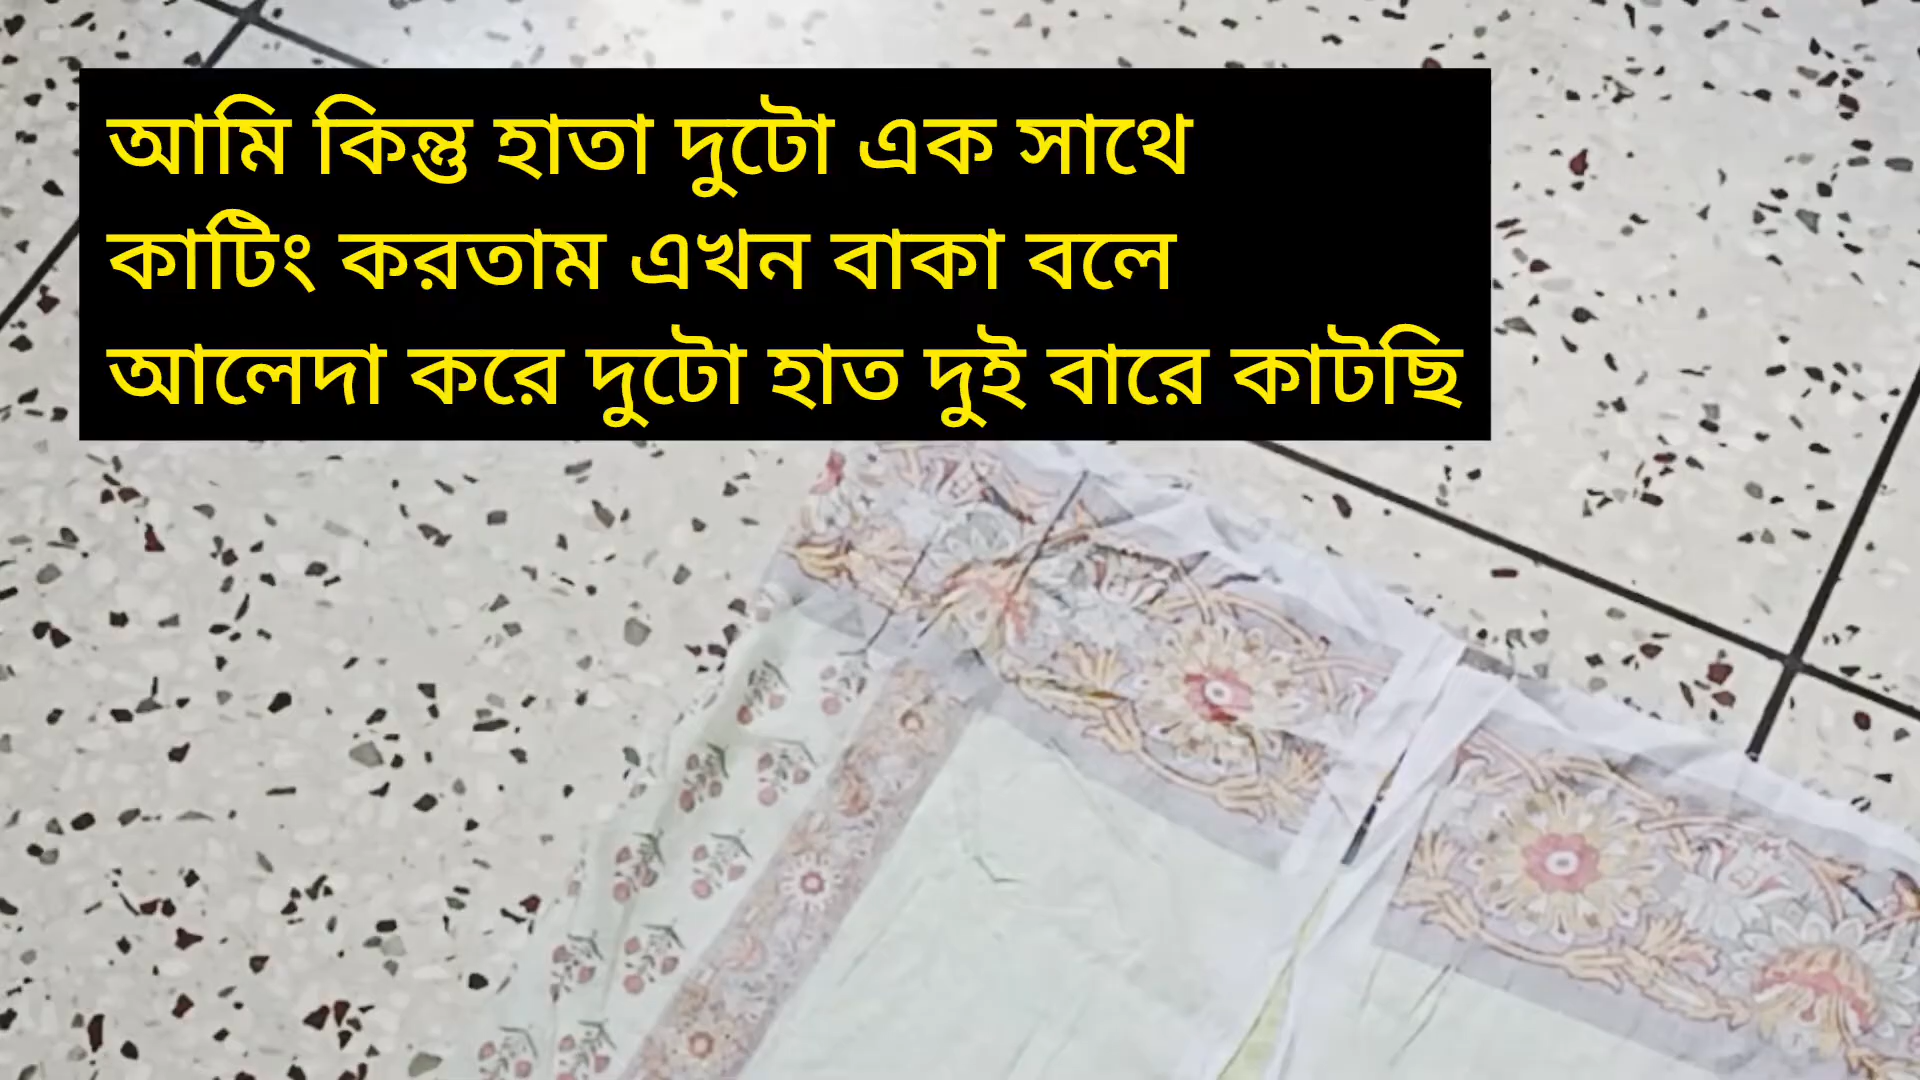 আমি কিন্তু হাতা দুটো এক সাথে
কাটিং করতাম এখন বাকা বলে
আলেদা করে দুটো হাত দুই বারে কাটছি